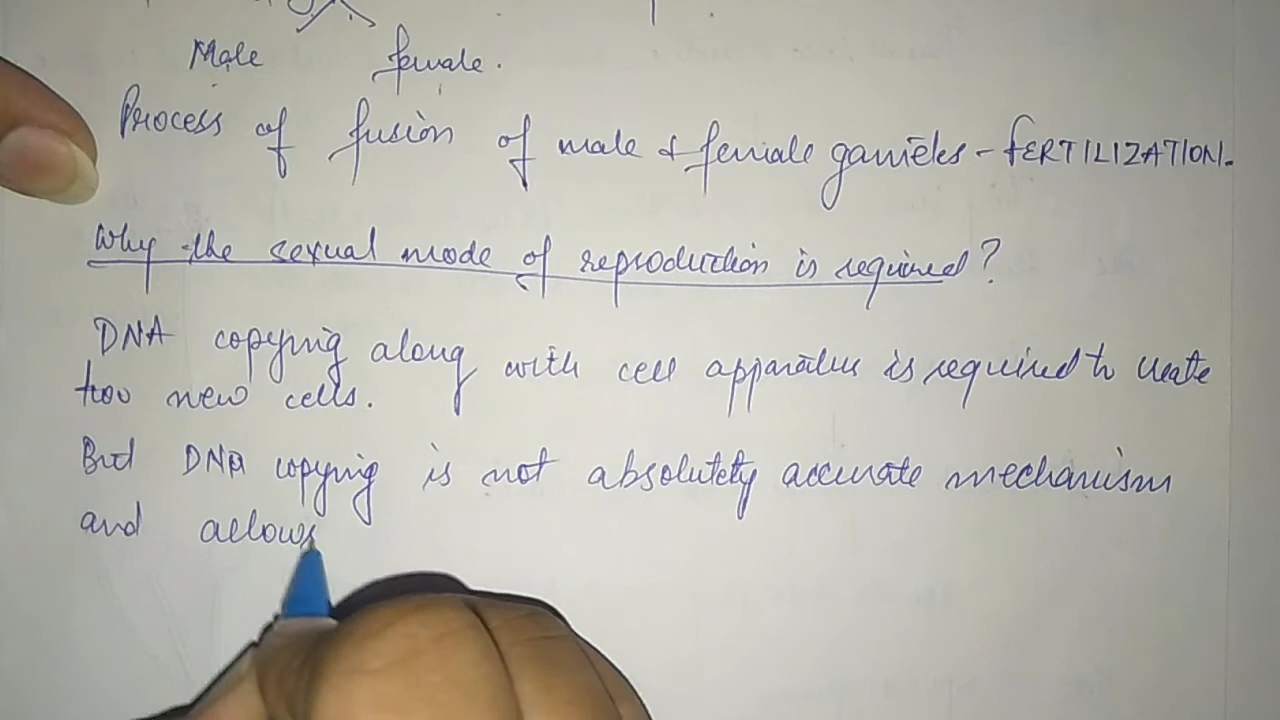 Male female.
Process of fusion of male & female gametes - FERTILIZATION.
Why the sexual mode of reproduction is required?
DNA copying along with cell apparatus is required to create
two new cells.
But DNA copying is not absolutely accurate mechanism
and allows